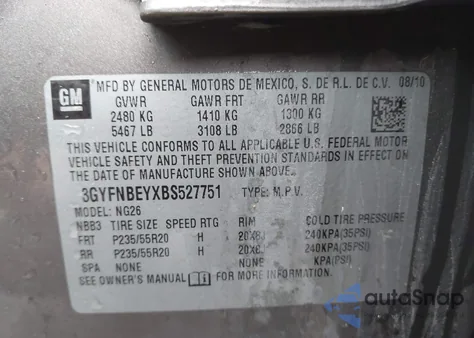 GM
MFD BY GENERAL MOTORS DE MEXICO, S. DE R.L. DE C.V. 08/10
GVWR GAWR FRT GAWR RR
2480 KG 1410 KG 1300 KG
5467 LB 3108 LB 2866 LB
THIS VEHICLE CONFORMS TO ALL APPLICABLE U.S. FEDERAL MOTOR
VEHICLE SAFETY AND THEFT PREVENTION STANDARDS IN EFFECT ON
THE DATE OF MANUFACTURE SHOWN ABOVE.
3GYFNBEYXBS527751 TYPE: M.P.V.
MODEL: NG26
NBB3 TIRE SIZE SPEED RTG RIM COLD TIRE PRESSURE
FRT P235/55R20 H 20X8J 240KPA(35PSI)
RR P235/55R20 H 20X8J 240KPA(35PSI)
SPA NONE NONE KPA(PSI)
SEE OWNER'S MANUAL FOR MORE INFORMATION.
autoSnap